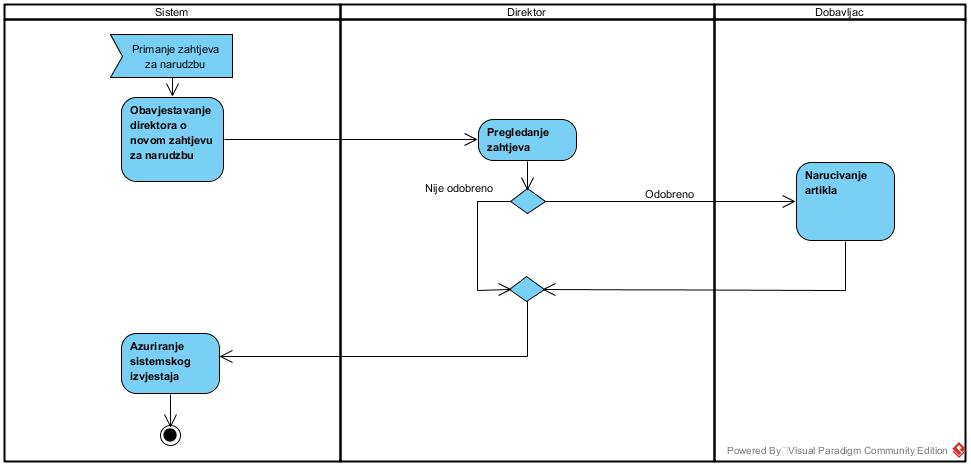 Sistem
Direktor
Dobavljac
Primanje zahtjeva
za narudzbu
Obavjestavanje
direktora o
novom zahtjevu
za narudzbu
Pregledanje
zahtjeva
Narucivanje
artikla
Nije odobreno
Odobreno
Azuriranje
sistemskog
izvjestaja
Powered By Visual Paradigm Community Edition